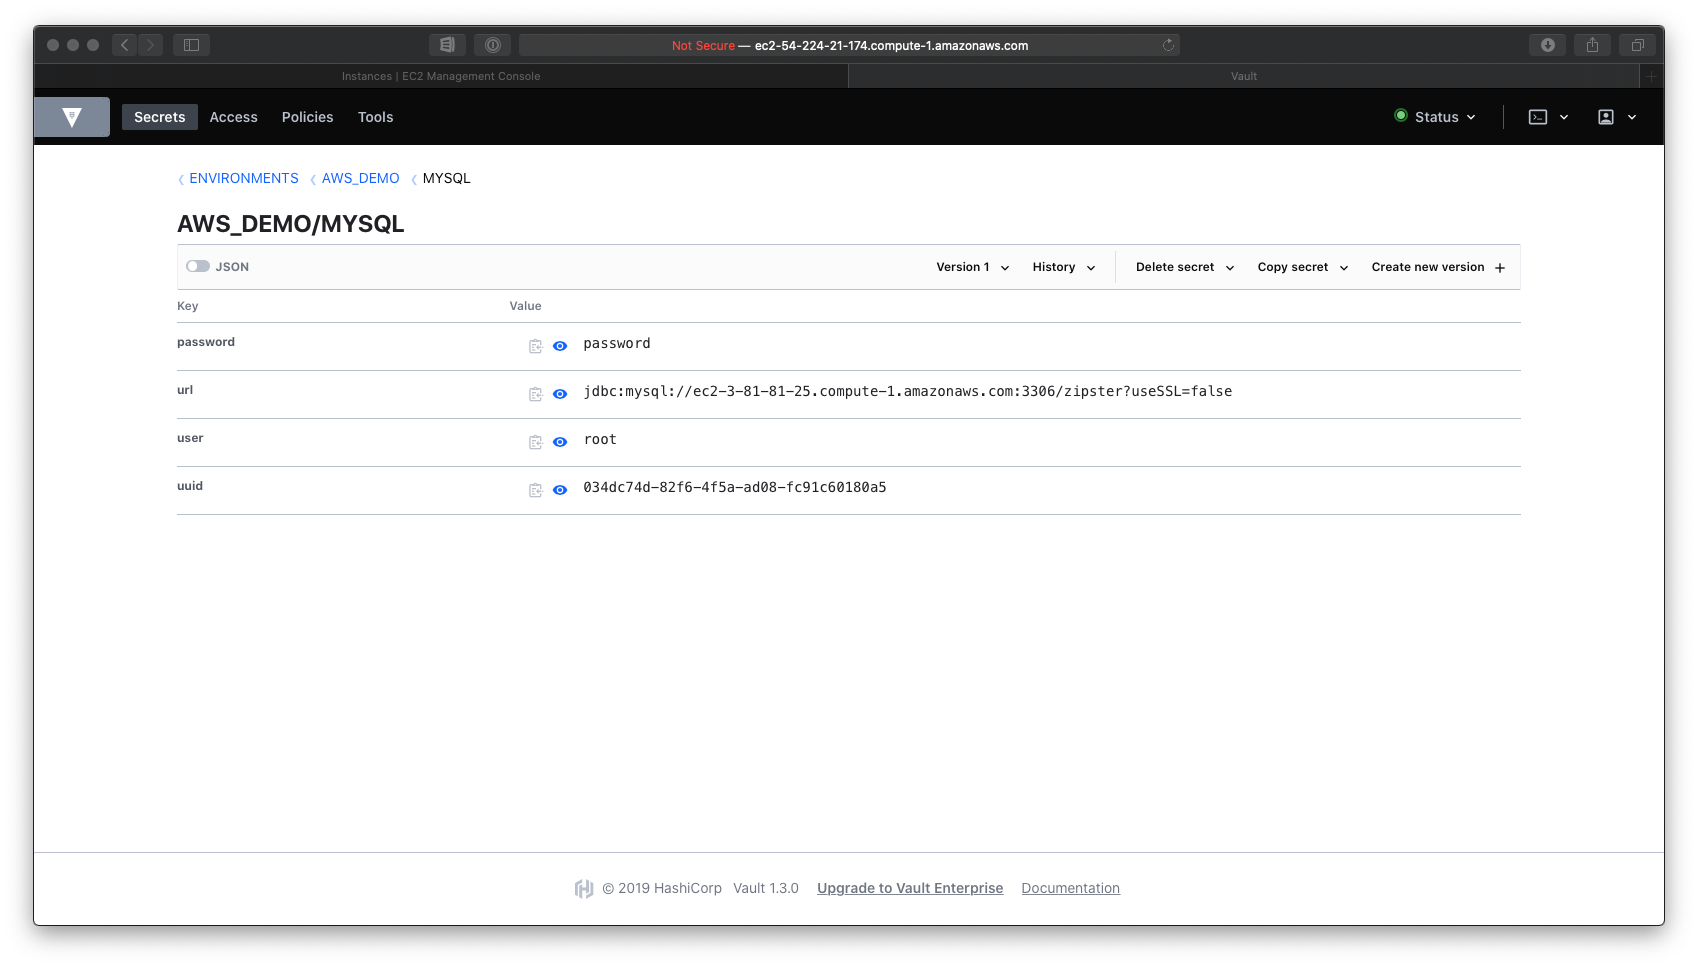 Not Secure — ec2-54-224-21-174.compute-1.amazonaws.com
Instances | EC2 Management Console Vault
Secrets Access Policies Tools Status
ENVIRONMENTS AWS_DEMO MYSQL
AWS_DEMO/MYSQL
JSON Version 1 History Delete secret Copy secret Create new version
Key Value
password password
url jdbc:mysql://ec2-3-81-81-25.compute-1.amazonaws.com:3306/zipster?useSSL=false
user root
uuid 034dc74d-82f6-4f5a-ad08-fc91c60180a5
© 2019 HashiCorp Vault 1.3.0 Upgrade to Vault Enterprise Documentation